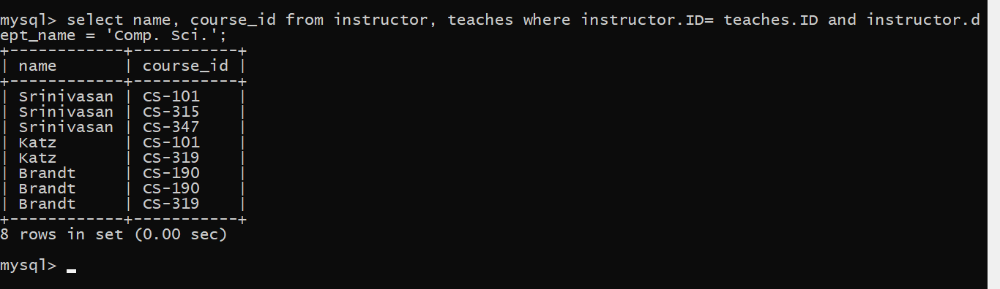 mysql> select name, course_id from instructor, teaches where instructor.ID= teaches.ID and instructor.d
ept_name = 'Comp. Sci.';
+------------+-----------+
| name       | course_id |
+------------+-----------+
| Srinivasan | CS-101    |
| Srinivasan | CS-315    |
| Srinivasan | CS-347    |
| Katz       | CS-101    |
| Katz       | CS-319    |
| Brandt     | CS-190    |
| Brandt     | CS-190    |
| Brandt     | CS-319    |
+------------+-----------+
8 rows in set (0.00 sec)
mysql> _